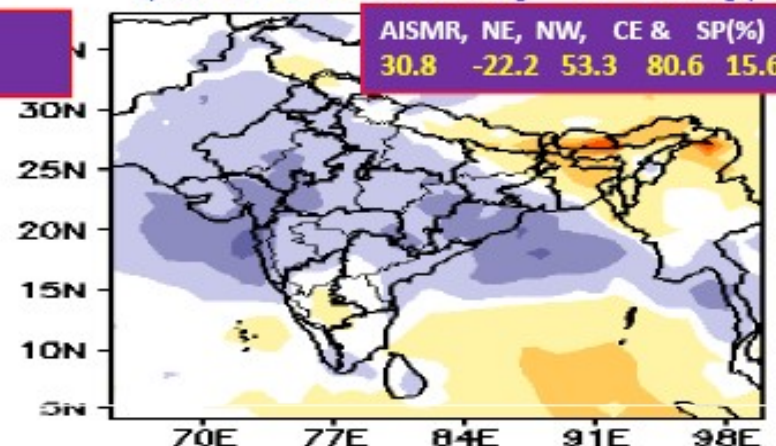 AISMR, NE, NW, CE & SP(%)
30.8 -22.2 53.3 80.6 15.6
N
30N
25N
20N
15N
10N
5N
70E 77E 84E 91E 98E